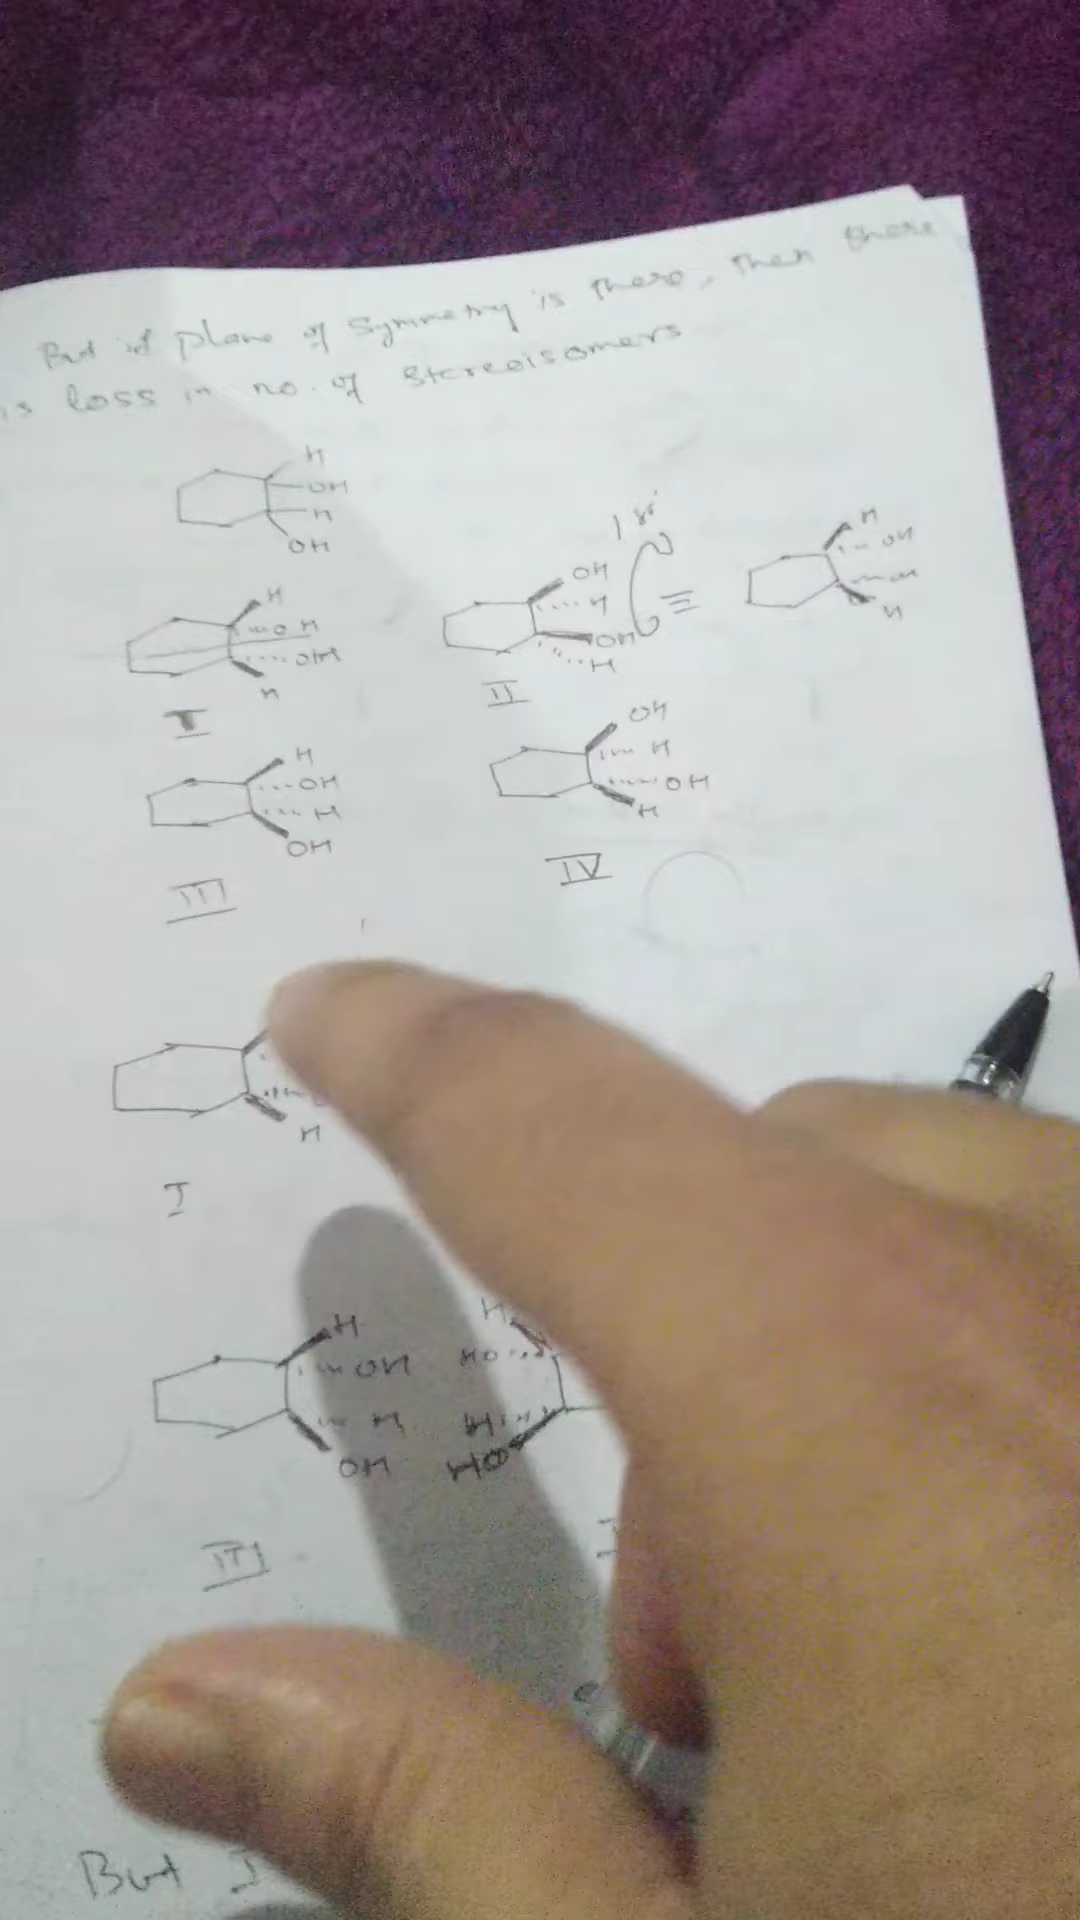 But if plane of symmetry is there, then there
is loss in no. of stereoisomers
H
OH
H
OH
H
OH
OH
H
I
OH
H
OH
H
II
≡
H
OH
OH
H
H
OH
H
OH
III
OH
H
OH
H
IV
H
I
H
OH
H
OH
III
H
HO
H
HO
But